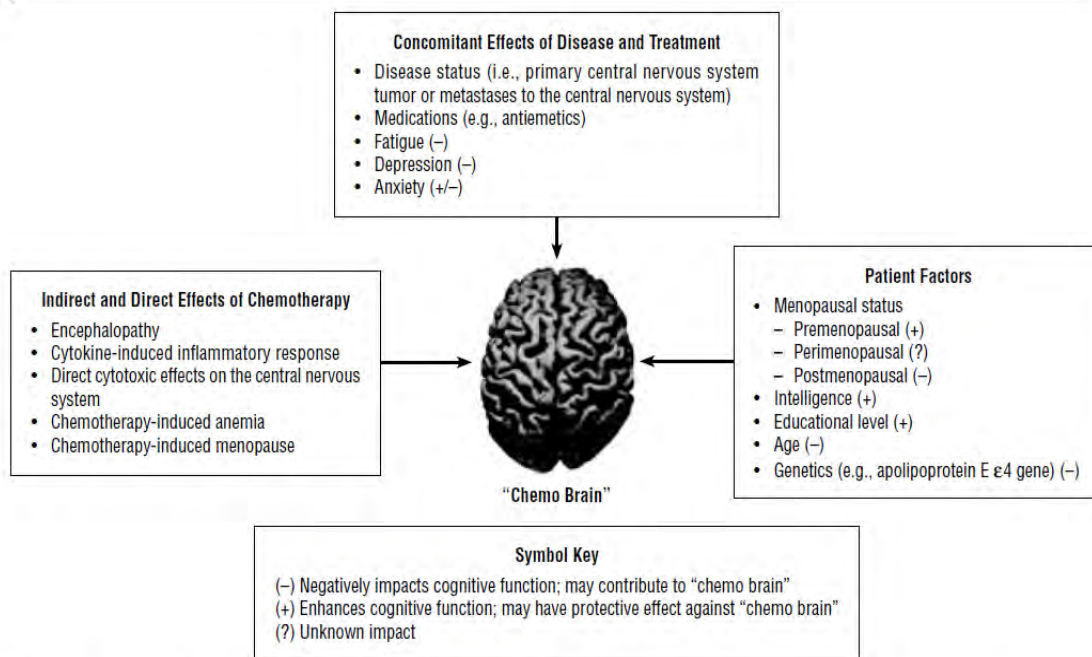 Concomitant Effects of Disease and Treatment
• Disease status (i.e., primary central nervous system
tumor or metastases to the central nervous system)
• Medications (e.g., antiemetics)
• Fatigue (–)
• Depression (–)
• Anxiety (+/–)
Indirect and Direct Effects of Chemotherapy
• Encephalopathy
• Cytokine-induced inflammatory response
• Direct cytotoxic effects on the central nervous
system
• Chemotherapy-induced anemia
• Chemotherapy-induced menopause
Patient Factors
• Menopausal status
– Premenopausal (+)
– Perimenopausal (?)
– Postmenopausal (–)
• Intelligence (+)
• Educational level (+)
• Age (–)
• Genetics (e.g., apolipoprotein E ε4 gene) (–)
“Chemo Brain”
Symbol Key
(–) Negatively impacts cognitive function; may contribute to “chemo brain”
(+) Enhances cognitive function; may have protective effect against “chemo brain”
(?) Unknown impact